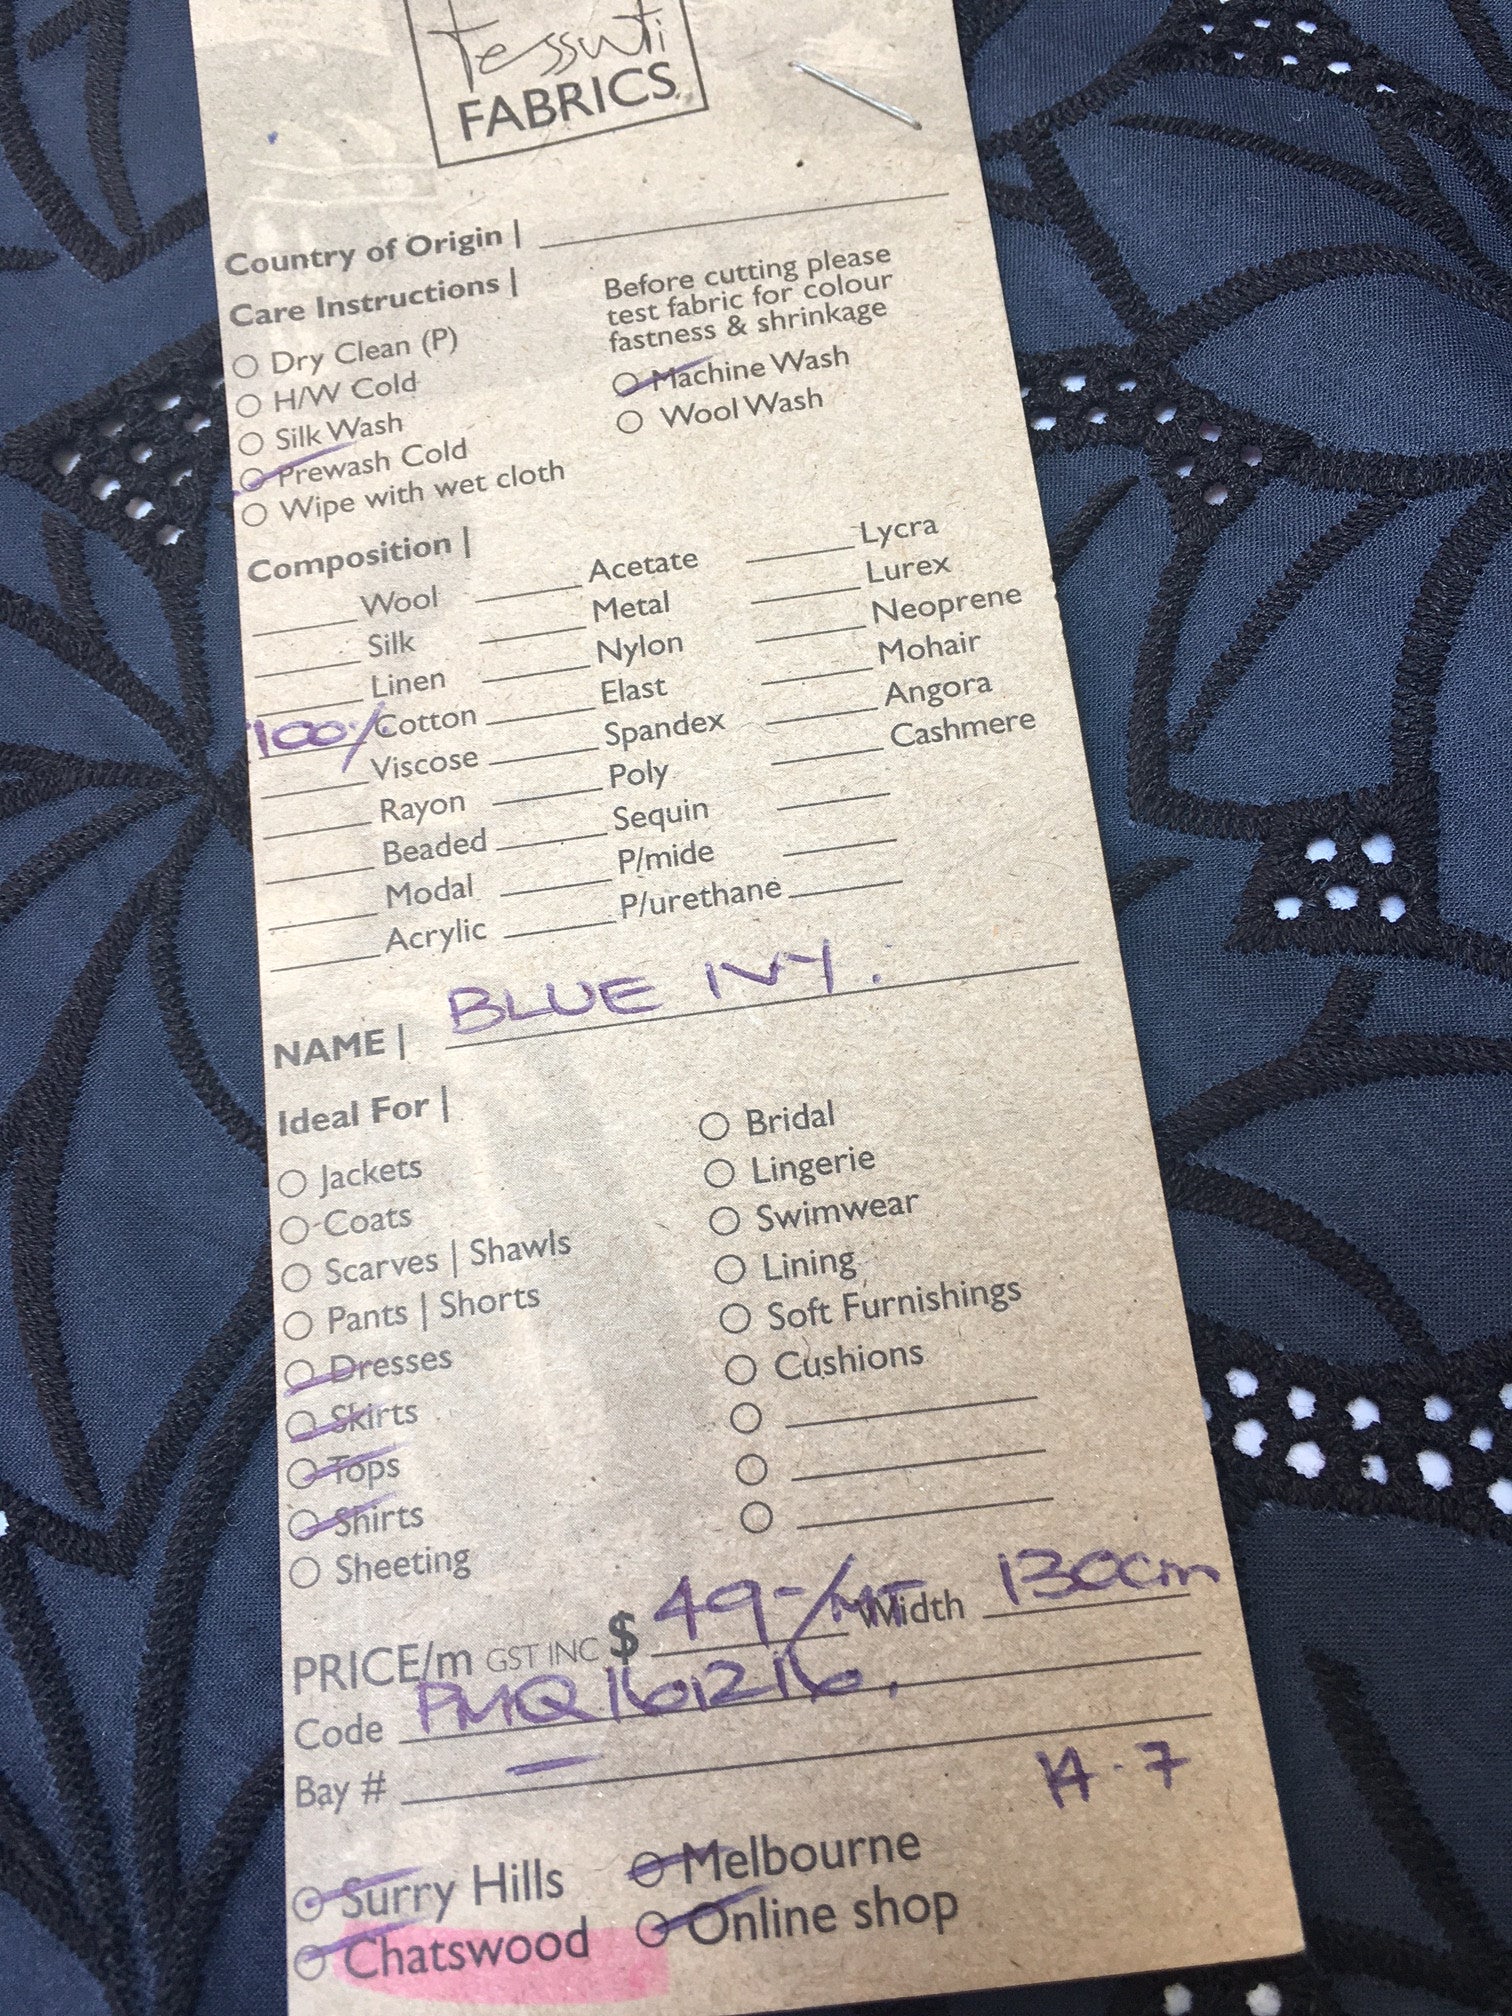 tessuti
FABRICS
Country of Origin |
Care Instructions |
Before cutting please
test fabric for colour
fastness & shrinkage
Dry Clean (P)
H/W Cold
Silk Wash
Prewash Cold
Wipe with wet cloth
Machine Wash
Wool Wash
Composition |
Wool
Silk
Linen
100% Cotton
Viscose
Rayon
Beaded
Modal
Acrylic
Acetate
Metal
Nylon
Elast
Spandex
Poly
Sequin
P/mide
P/urethane
Lycra
Lurex
Neoprene
Mohair
Angora
Cashmere
NAME | BLUE IVY.
Ideal For |
Jackets
Coats
Scarves | Shawls
Pants | Shorts
Dresses
Skirts
Tops
Shirts
Sheeting
Bridal
Lingerie
Swimwear
Lining
Soft Furnishings
Cushions
PRICE/m GST INC $ 49-/MT Width 130cm
Code PMQ161216.
Bay # —
Surry Hills
Melbourne
Chatswood
Online shop